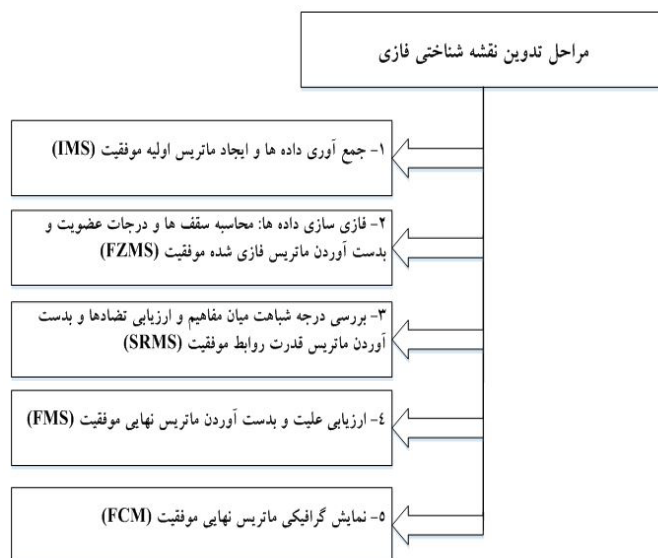 مراحل تدوین نقشه شناختی فازی
۱- جمع آوری داده ها و ایجاد ماتریس اولیه موفقیت (IMS)
۲- فازی سازی داده ها: محاسبه سقف ها و درجات عضویت و
بدست آوردن ماتریس فازی شده موفقیت (FZMS)
۳- بررسی درجه شباهت میان مفاهیم و ارزیابی تضادها و بدست
آوردن ماتریس قدرت روابط موفقیت (SRMS)
٤- ارزیابی علیت و بدست آوردن ماتریس نهایی موفقیت (FMS)
٥- نمایش گرافیکی ماتریس نهایی موفقیت (FCM)